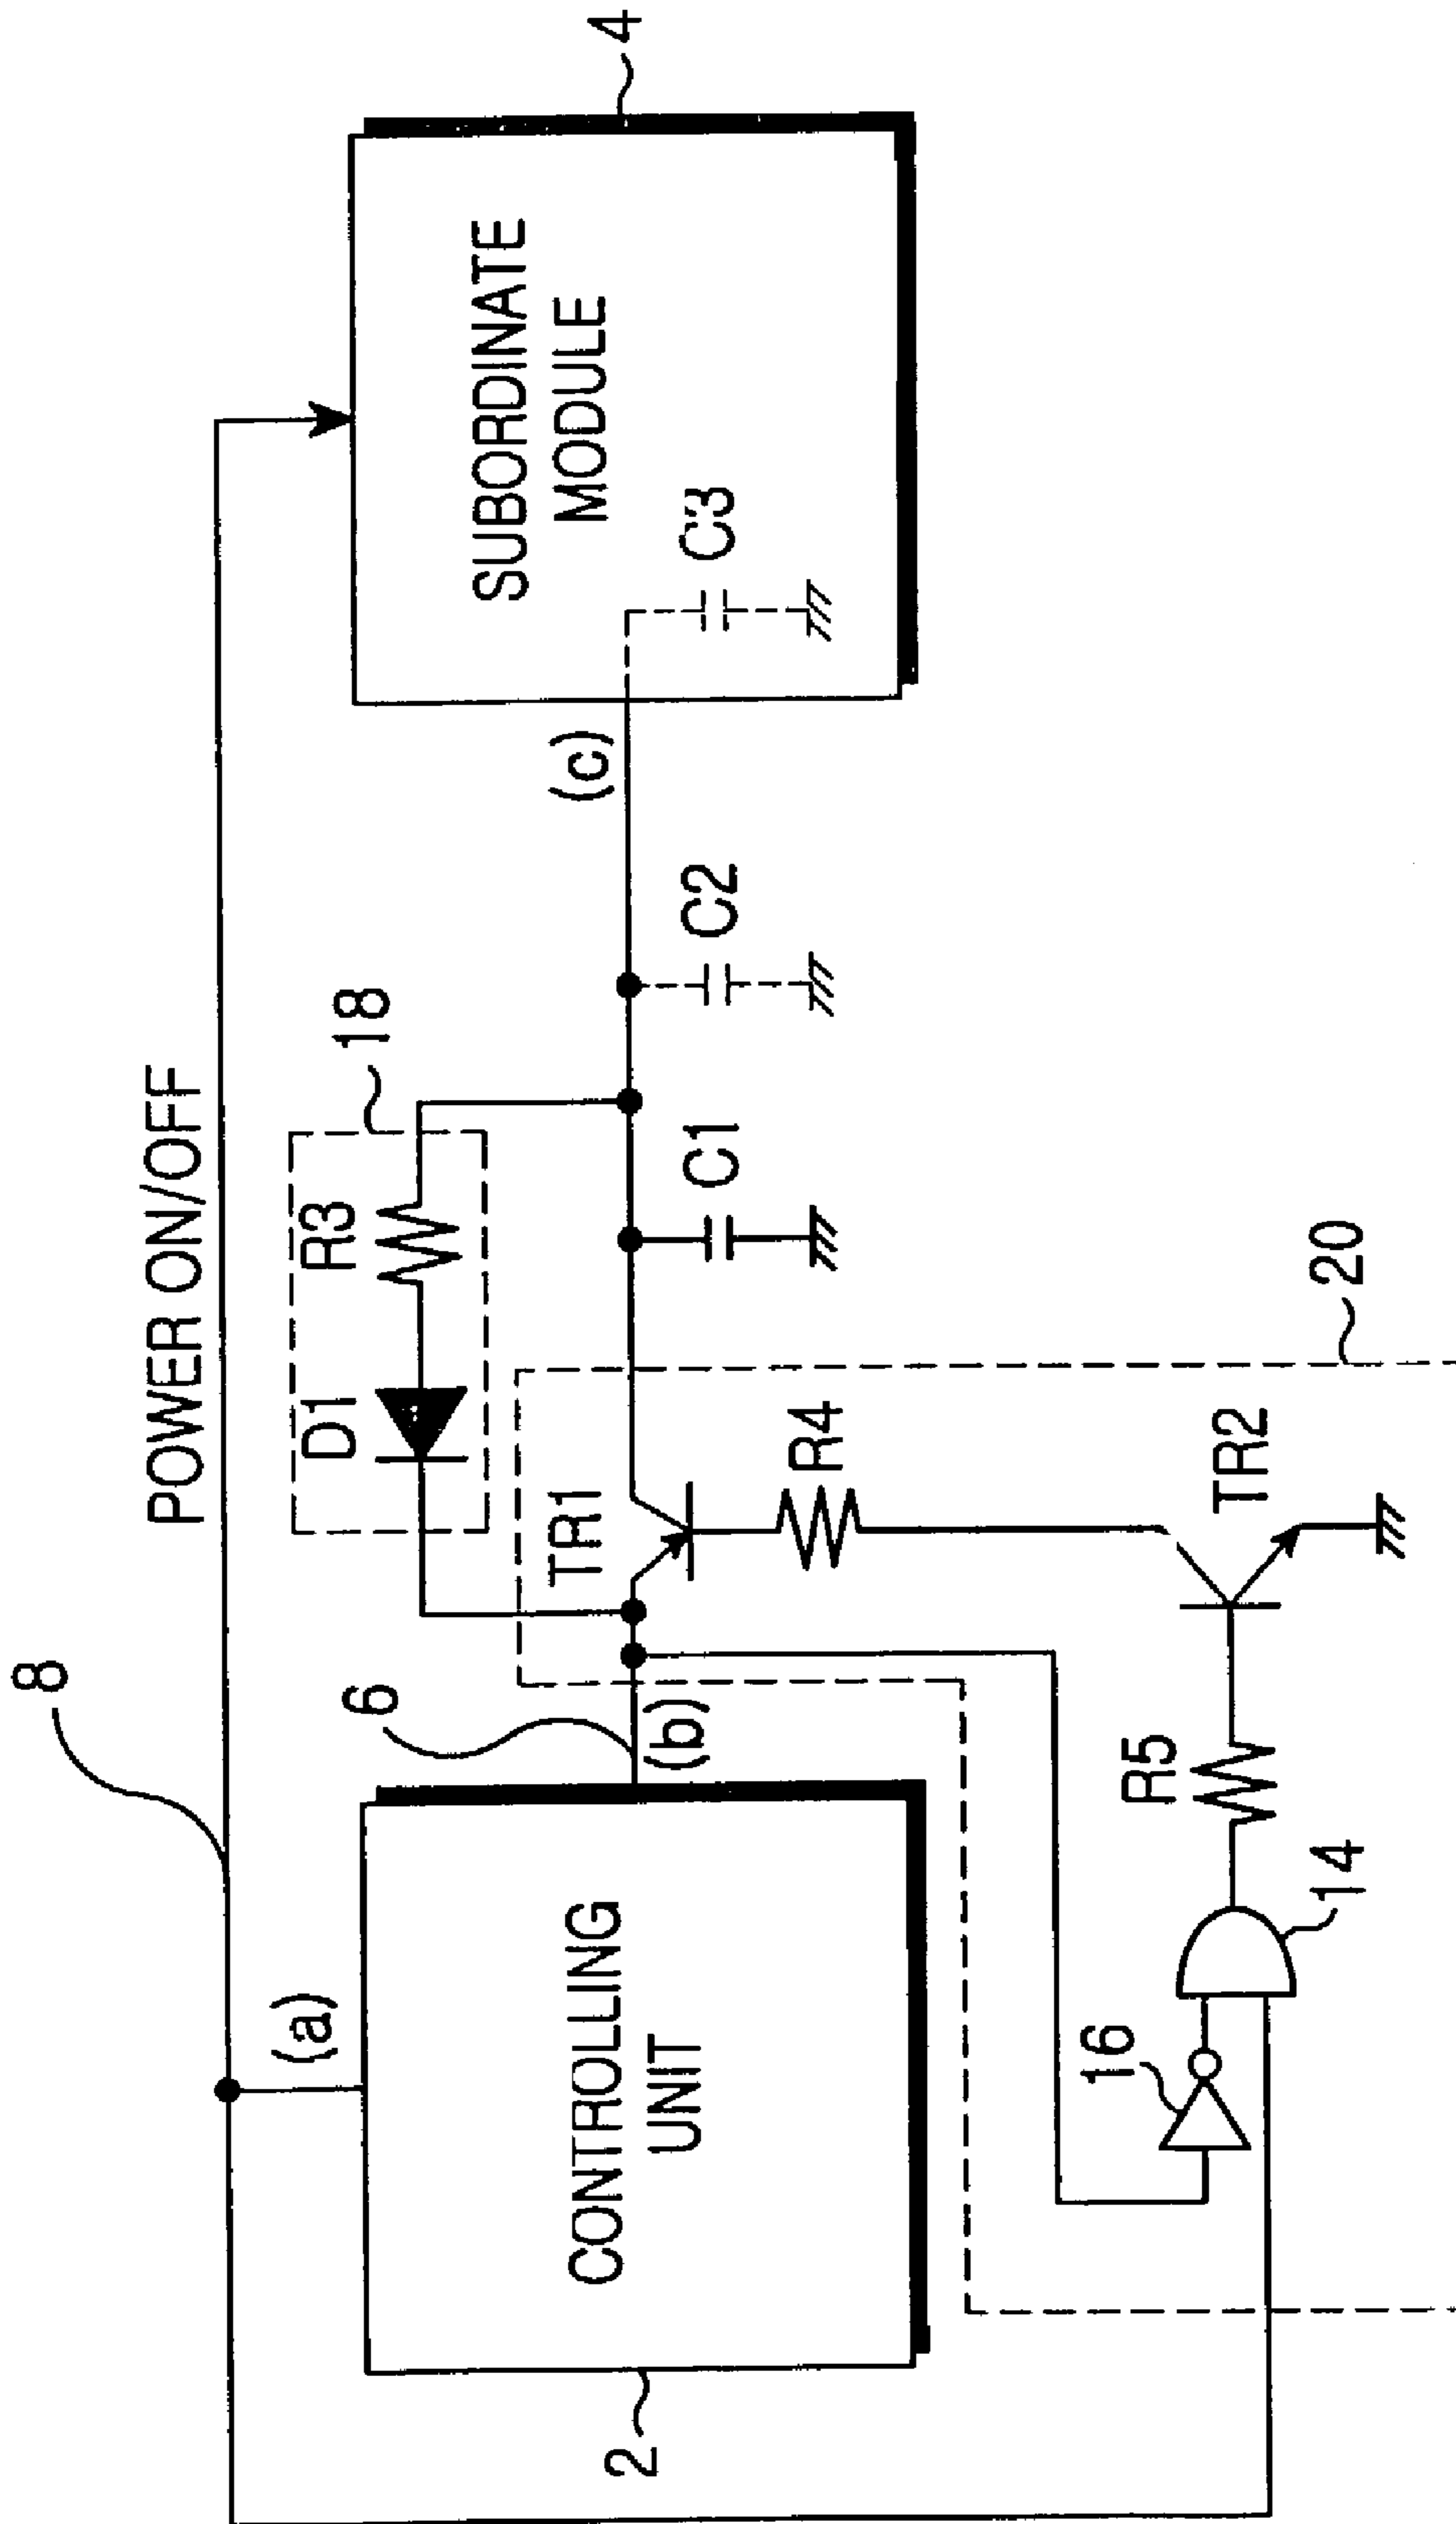 8
POWER ON/OFF
(a)
6
(b)
D1
R3
18
TR1
C1
C2
(c)
SUBORDINATE
MODULE
C3
4
CONTROLLING
UNIT
2
R4
20
TR2
R5
14
16